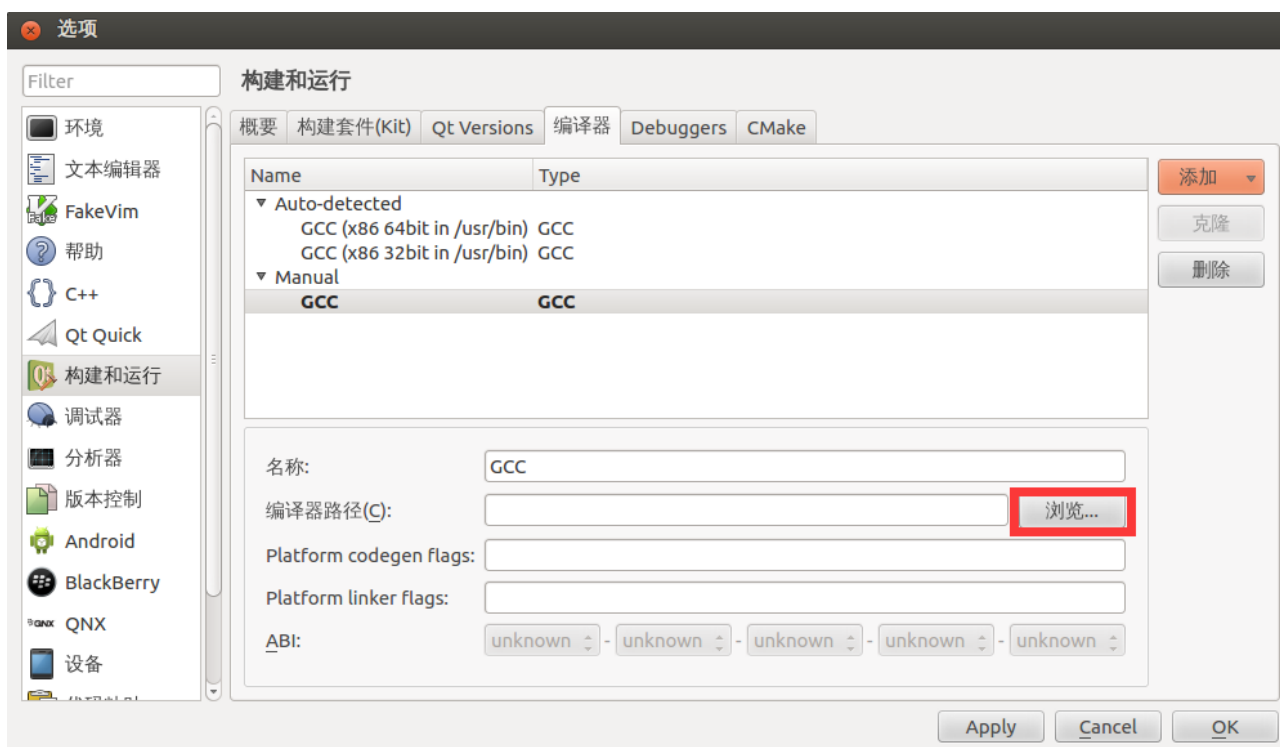 选项
Filter
构建和运行
环境
文本编辑器
FakeVim
帮助
C++
Qt Quick
构建和运行
调试器
分析器
版本控制
Android
BlackBerry
QNX
设备
概要 构建套件(Kit) Qt Versions 编译器 Debuggers CMake
Name Type
Auto-detected
GCC (x86 64bit in /usr/bin) GCC
GCC (x86 32bit in /usr/bin) GCC
Manual
GCC GCC
添加
克隆
删除
名称: GCC
编译器路径(C): 浏览...
Platform codegen flags:
Platform linker flags:
ABI: unknown - unknown - unknown - unknown - unknown
Apply Cancel OK